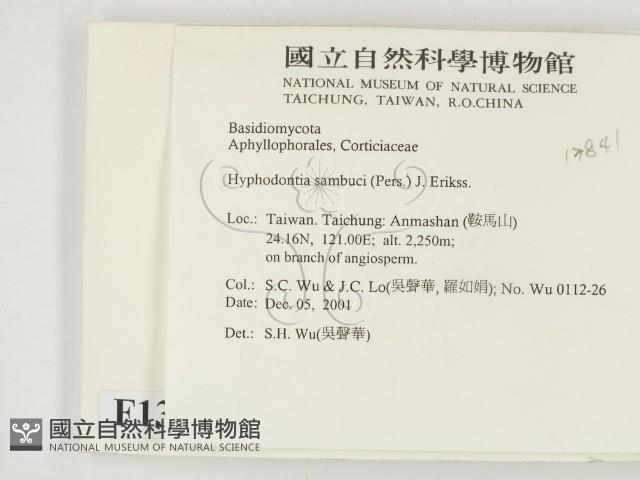 國立自然科學博物館
NATIONAL MUSEUM OF NATURAL SCIENCE
TAICHUNG, TAIWAN, R.O.CHINA
Basidiomycota
Aphyllophorales, Corticiaceae
Hyphodontia sambuci (Pers.) J. Erikss.
Loc.: Taiwan. Taichung: Anmashan (鞍馬山)
24.16N, 121.00E; alt. 2,250m;
on branch of angiosperm.
Col.: S.C. Wu & J.C. Lo(吳聲華, 羅如娟); No. Wu 0112-26
Date: Dec. 05, 2001
Det.: S.H. Wu(吳聲華)
F13
國立自然科學博物館
NATIONAL MUSEUM OF NATURAL SCIENCE